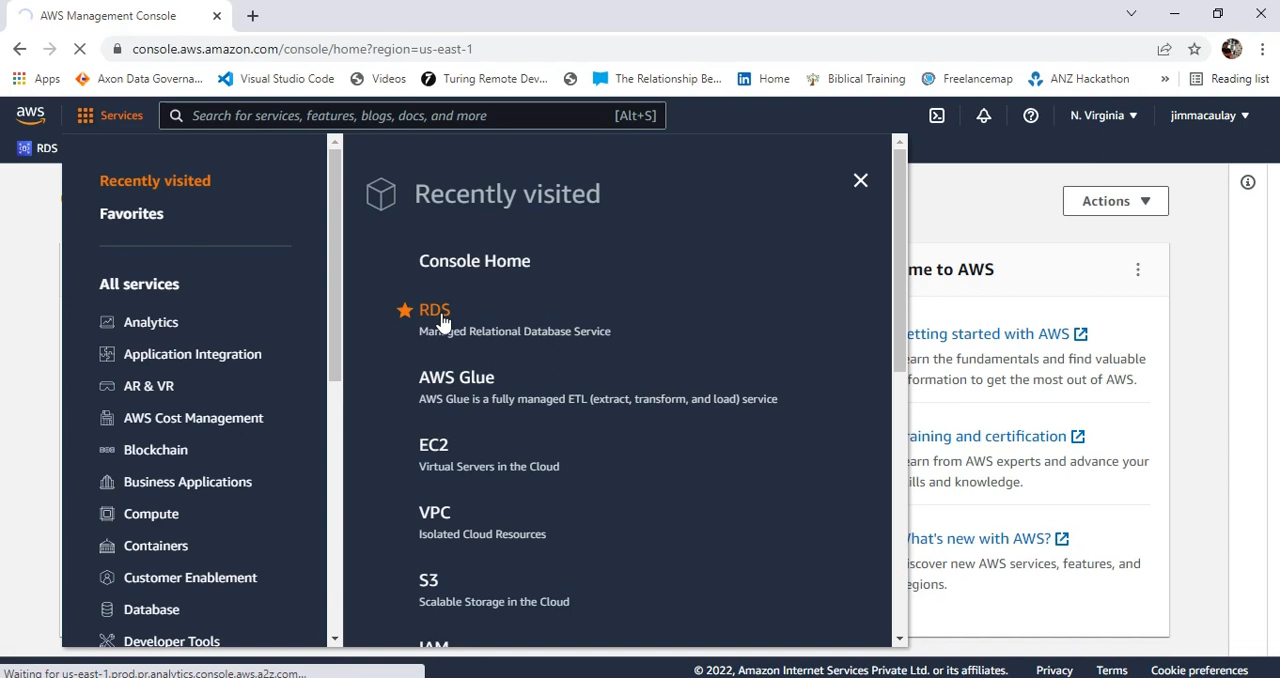 AWS Management Console
console.aws.amazon.com/console/home?region=us-east-1
Apps
Axon Data Governa...
Visual Studio Code
Videos
Turing Remote Dev...
The Relationship Be...
Home
Biblical Training
Freelancemap
ANZ Hackathon
»
Reading list
aws
Services
Search for services, features, blogs, docs, and more
[Alt+S]
N. Virginia
jimmacaulay
RDS
Recently visited
Favorites
All services
Analytics
Application Integration
AR & VR
AWS Cost Management
Blockchain
Business Applications
Compute
Containers
Customer Enablement
Database
Developer Tools
Recently visited
Console Home
RDS
Managed Relational Database Service
AWS Glue
AWS Glue is a fully managed ETL (extract, transform, and load) service
EC2
Virtual Servers in the Cloud
VPC
Isolated Cloud Resources
S3
Scalable Storage in the Cloud
IAM
Actions
me to AWS
etting started with AWS
earn the fundamentals and find valuable
formation to get the most out of AWS.
raining and certification
earn from AWS experts and advance your
ills and knowledge.
hat's new with AWS?
iscover new AWS services, features, and
egions.
Waiting for us-east-1.prod.pr.analytics.console.aws.a2z.com...
© 2022, Amazon Internet Services Private Ltd. or its affiliates.
Privacy
Terms
Cookie preferences